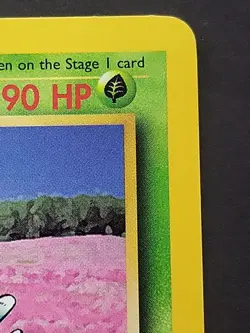 en on the Stage 1 card
90 HP